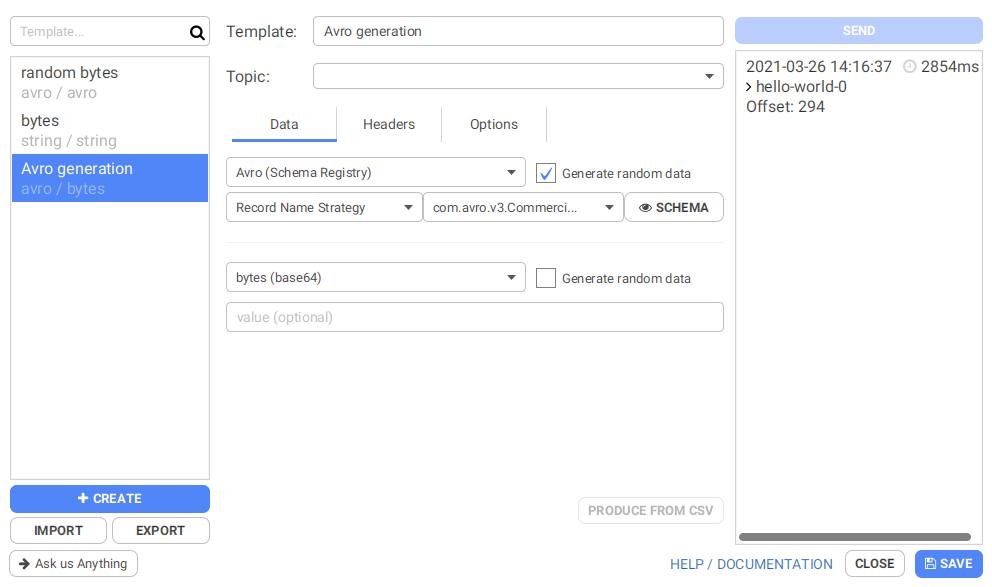 Template...
random bytes
avro / avro
bytes
string / string
Avro generation
avro / bytes
+ CREATE
IMPORT EXPORT
Ask us Anything
Template: Avro generation
Topic:
Data Headers Options
Avro (Schema Registry) Generate random data
Record Name Strategy com.avro.v3.Commerci... SCHEMA
bytes (base64) Generate random data
value (optional)
PRODUCE FROM CSV
SEND
2021-03-26 14:16:37 2854ms
hello-world-0
Offset: 294
HELP / DOCUMENTATION CLOSE SAVE